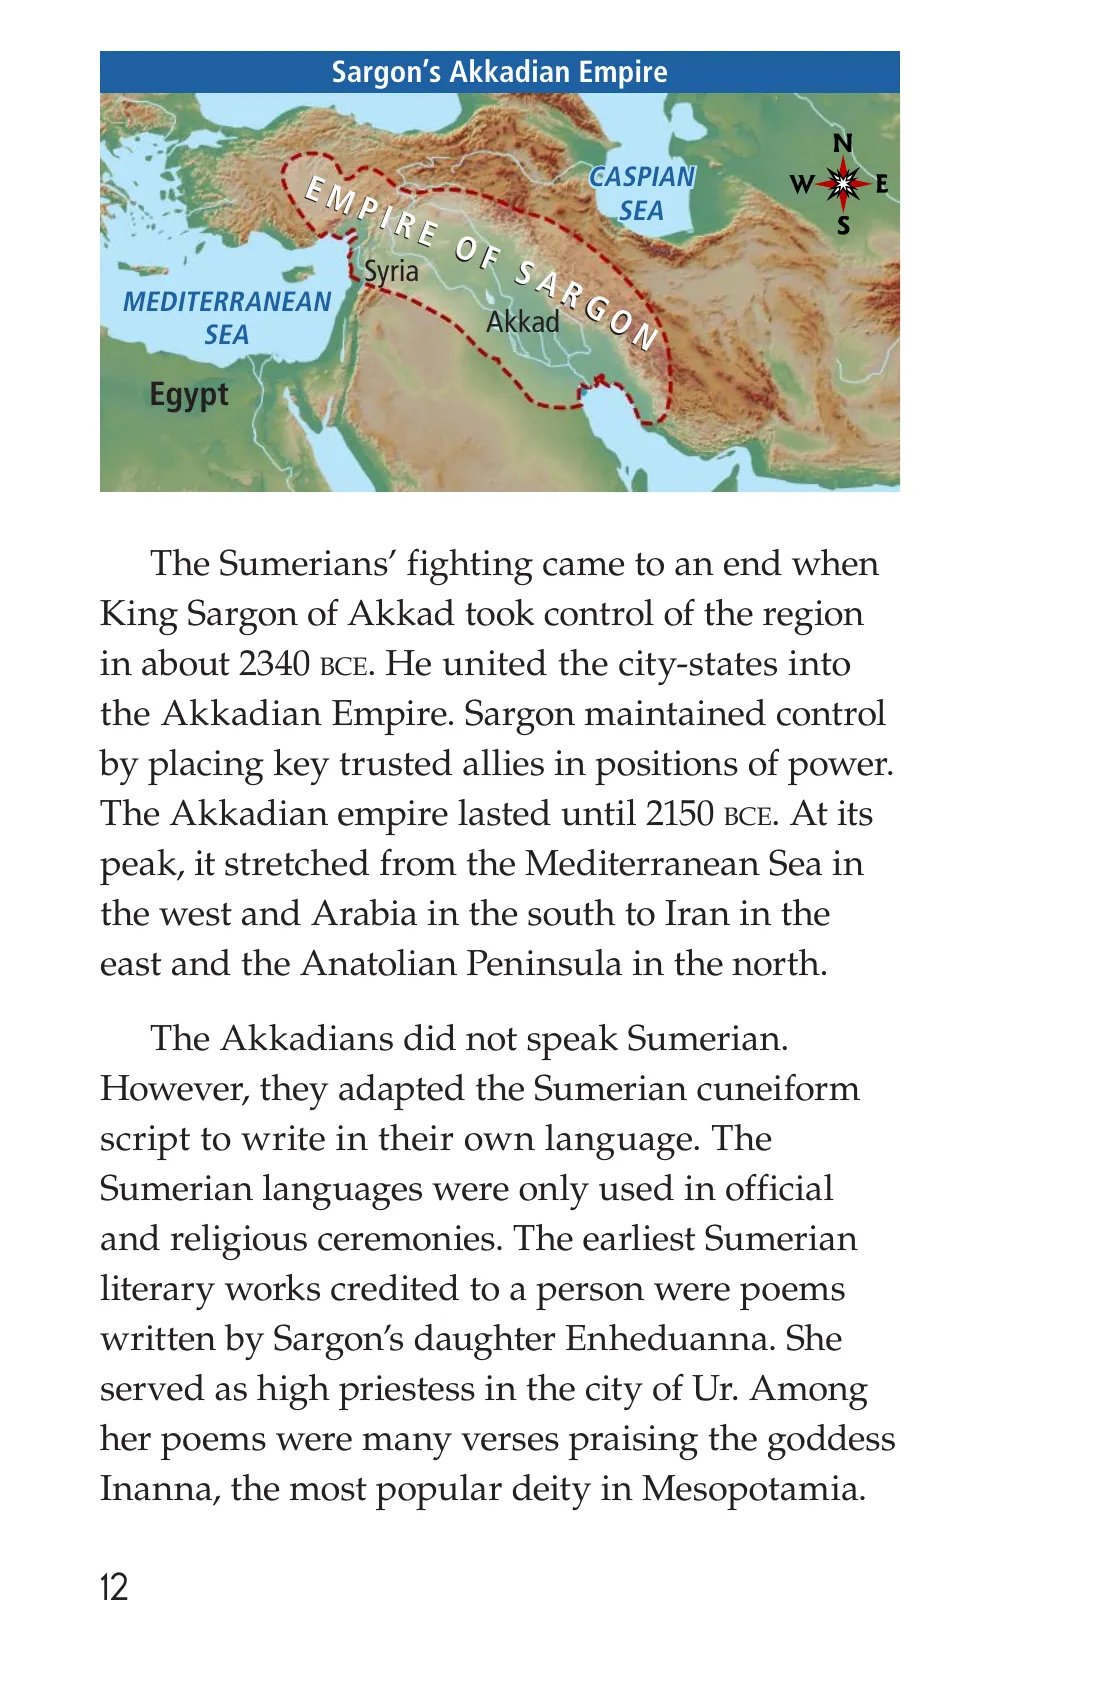 Sargon’s Akkadian Empire
N
W
E
S
CASPIAN
SEA
EMPIRE OF SARGON
Syria
MEDITERRANEAN
SEA
Akkad
Egypt
The Sumerians’ fighting came to an end when
King Sargon of Akkad took control of the region
in about 2340 BCE. He united the city-states into
the Akkadian Empire. Sargon maintained control
by placing key trusted allies in positions of power.
The Akkadian empire lasted until 2150 BCE. At its
peak, it stretched from the Mediterranean Sea in
the west and Arabia in the south to Iran in the
east and the Anatolian Peninsula in the north.
The Akkadians did not speak Sumerian.
However, they adapted the Sumerian cuneiform
script to write in their own language. The
Sumerian languages were only used in official
and religious ceremonies. The earliest Sumerian
literary works credited to a person were poems
written by Sargon’s daughter Enheduanna. She
served as high priestess in the city of Ur. Among
her poems were many verses praising the goddess
Inanna, the most popular deity in Mesopotamia.
12